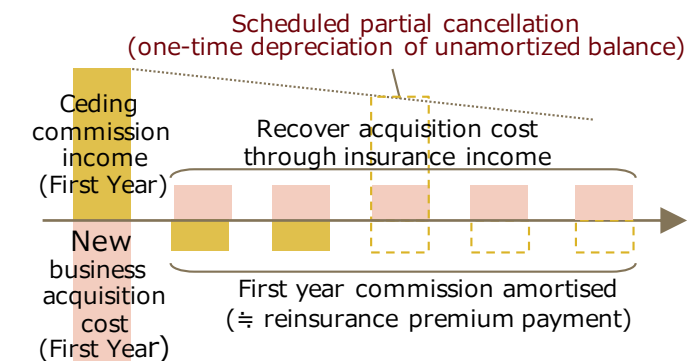 Scheduled partial cancellation
(one-time depreciation of unamortized balance)
Ceding
commission
income
(First Year)
Recover acquisition cost
through insurance income
New
business
acquisition
cost
(First Year)
First year commission amortised
(≒ reinsurance premium payment)